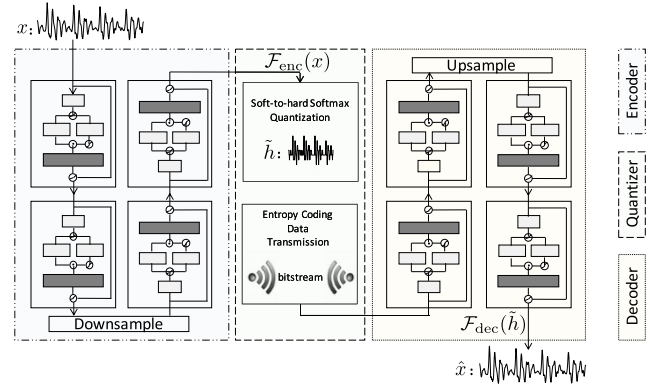 x:
F_enc(x)
Soft-to-hard Softmax
Quantization
h̃:
Entropy Coding
Data
Transmission
bitstream
Downsample
Upsample
F_dec(h̃)
x̂:
Encoder
Quantizer
Decoder